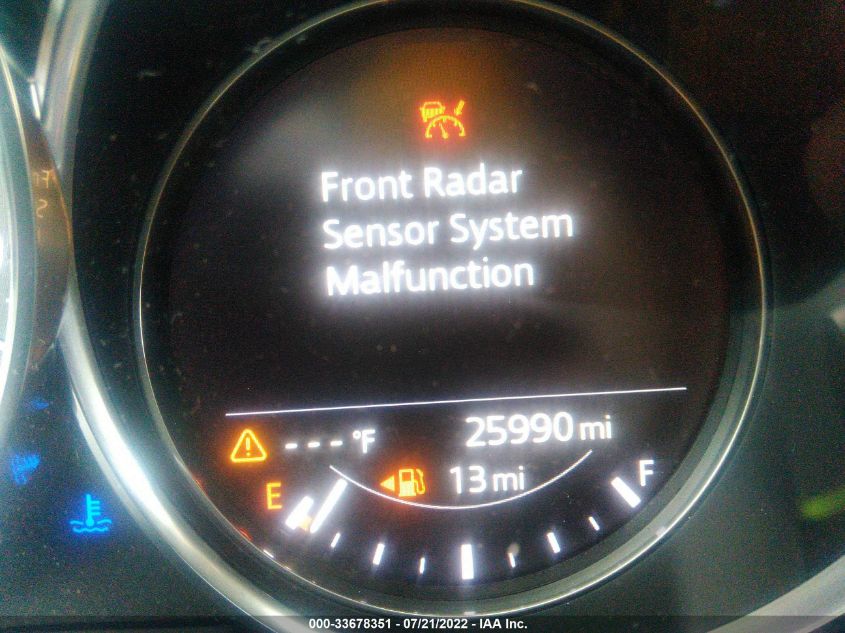 Front Radar
Sensor System
Malfunction
---°F
25990 mi
13 mi
E
F
000-33678351 - 07/21/2022 - IAA Inc.